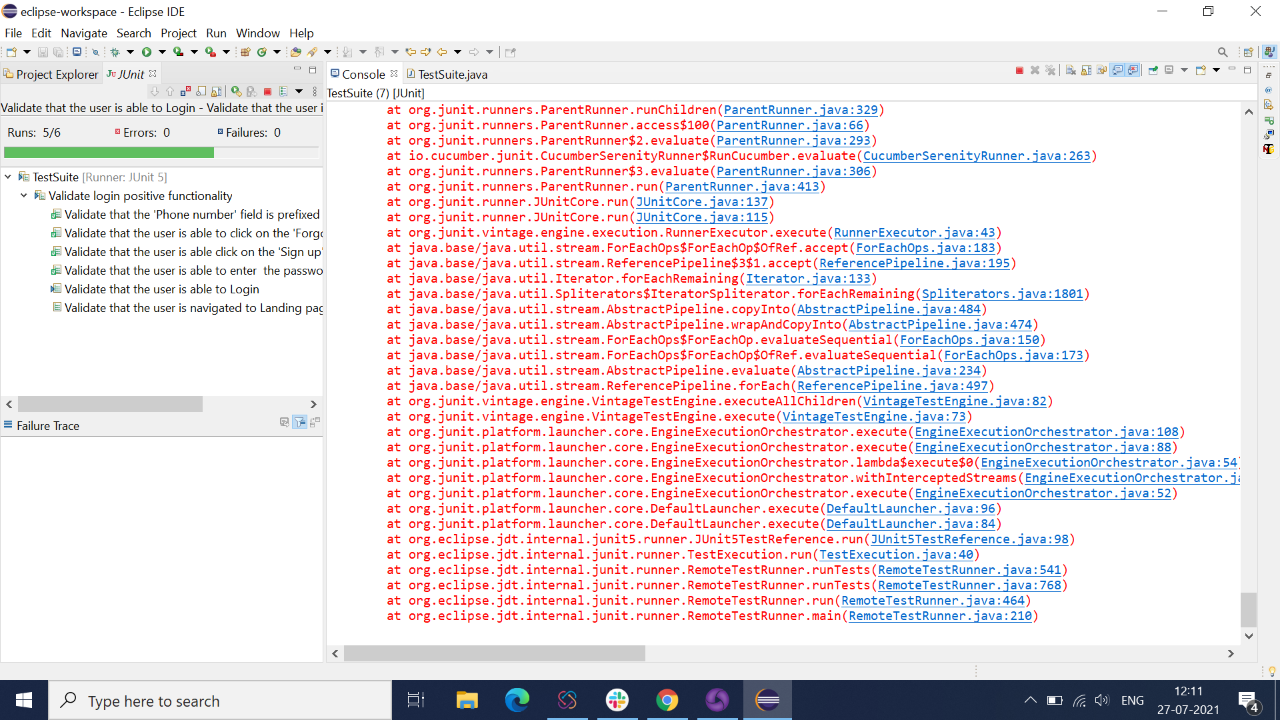 eclipse-workspace - Eclipse IDE
File Edit Navigate Search Project Run Window Help
Project Explorer JUnit
Console TestSuite.java
TestSuite (7) [JUnit]
Validate that the user is able to Login - Validate that the user i
Runs: 5/6 Errors: 0 Failures: 0
TestSuite [Runner: JUnit 5]
Validate login positive functionality
Validate that the 'Phone number' field is prefixed
Validate that the user is able to click on the 'Forgo
Validate that the user is able click on the 'Sign up'
Validate that the user is able to enter the passwo
Validate that the user is able to Login
Validate that the user is navigated to Landing pag
Failure Trace
at org.junit.runners.ParentRunner.runChildren(ParentRunner.java:329)
at org.junit.runners.ParentRunner.access$100(ParentRunner.java:66)
at org.junit.runners.ParentRunner$2.evaluate(ParentRunner.java:293)
at io.cucumber.junit.CucumberSerenityRunner$RunCucumber.evaluate(CucumberSerenityRunner.java:263)
at org.junit.runners.ParentRunner$3.evaluate(ParentRunner.java:306)
at org.junit.runners.ParentRunner.run(ParentRunner.java:413)
at org.junit.runner.JUnitCore.run(JUnitCore.java:137)
at org.junit.runner.JUnitCore.run(JUnitCore.java:115)
at org.junit.vintage.engine.execution.RunnerExecutor.execute(RunnerExecutor.java:43)
at java.base/java.util.stream.ForEachOps$ForEachOp$OfRef.accept(ForEachOps.java:183)
at java.base/java.util.stream.ReferencePipeline$3$1.accept(ReferencePipeline.java:195)
at java.base/java.util.Iterator.forEachRemaining(Iterator.java:133)
at java.base/java.util.Spliterators$IteratorSpliterator.forEachRemaining(Spliterators.java:1801)
at java.base/java.util.stream.AbstractPipeline.copyInto(AbstractPipeline.java:484)
at java.base/java.util.stream.AbstractPipeline.wrapAndCopyInto(AbstractPipeline.java:474)
at java.base/java.util.stream.ForEachOps$ForEachOp.evaluateSequential(ForEachOps.java:150)
at java.base/java.util.stream.ForEachOps$ForEachOp$OfRef.evaluateSequential(ForEachOps.java:173)
at java.base/java.util.stream.AbstractPipeline.evaluate(AbstractPipeline.java:234)
at java.base/java.util.stream.ReferencePipeline.forEach(ReferencePipeline.java:497)
at org.junit.vintage.engine.VintageTestEngine.executeAllChildren(VintageTestEngine.java:82)
at org.junit.vintage.engine.VintageTestEngine.execute(VintageTestEngine.java:73)
at org.junit.platform.launcher.core.EngineExecutionOrchestrator.execute(EngineExecutionOrchestrator.java:108)
at org.junit.platform.launcher.core.EngineExecutionOrchestrator.execute(EngineExecutionOrchestrator.java:88)
at org.junit.platform.launcher.core.EngineExecutionOrchestrator.lambda$execute$0(EngineExecutionOrchestrator.java:54)
at org.junit.platform.launcher.core.EngineExecutionOrchestrator.withInterceptedStreams(EngineExecutionOrchestrator.ja
at org.junit.platform.launcher.core.EngineExecutionOrchestrator.execute(EngineExecutionOrchestrator.java:52)
at org.junit.platform.launcher.core.DefaultLauncher.execute(DefaultLauncher.java:96)
at org.junit.platform.launcher.core.DefaultLauncher.execute(DefaultLauncher.java:84)
at org.eclipse.jdt.internal.junit5.runner.JUnit5TestReference.run(JUnit5TestReference.java:98)
at org.eclipse.jdt.internal.junit.runner.TestExecution.run(TestExecution.java:40)
at org.eclipse.jdt.internal.junit.runner.RemoteTestRunner.runTests(RemoteTestRunner.java:541)
at org.eclipse.jdt.internal.junit.runner.RemoteTestRunner.runTests(RemoteTestRunner.java:768)
at org.eclipse.jdt.internal.junit.runner.RemoteTestRunner.run(RemoteTestRunner.java:464)
at org.eclipse.jdt.internal.junit.runner.RemoteTestRunner.main(RemoteTestRunner.java:210)
Type here to search
ENG
12:11
27-07-2021
4